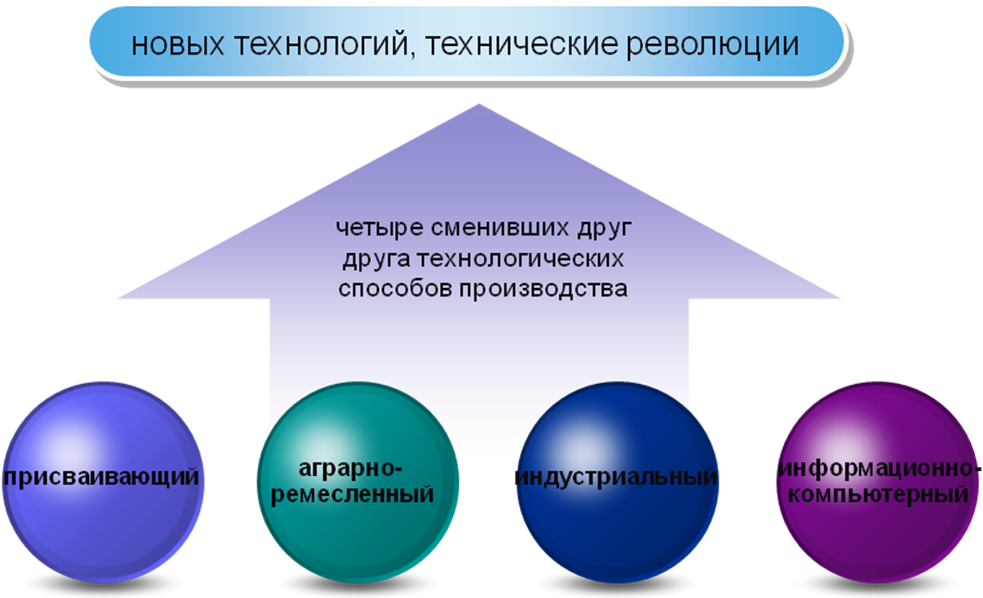 новых технологий, технические революции
четыре сменивших друг
друга технологических
способов производства
присваивающий
аграрно-
ремесленный
индустриальный
информационно-
компьютерный